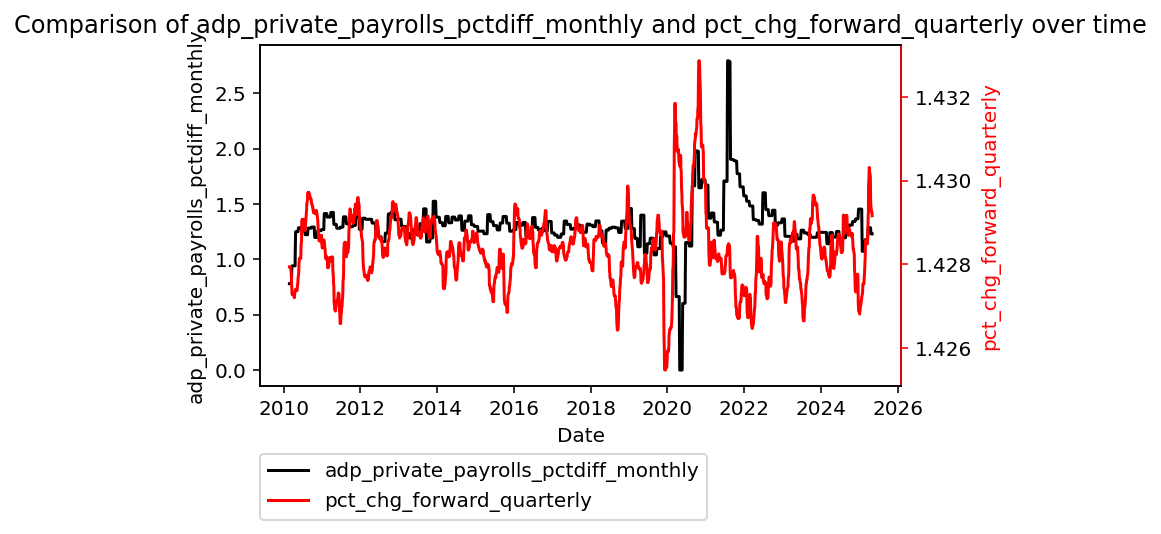 Comparison of adp_private_payrolls_pctdiff_monthly and pct_chg_forward_quarterly over time
adp_private_payrolls_pctdiff_monthly
2.5
2.0
1.5
1.0
0.5
0.0
1.432
1.430
1.428
1.426
pct_chg_forward_quarterly
2010 2012 2014 2016 2018 2020 2022 2024 2026
Date
adp_private_payrolls_pctdiff_monthly
pct_chg_forward_quarterly